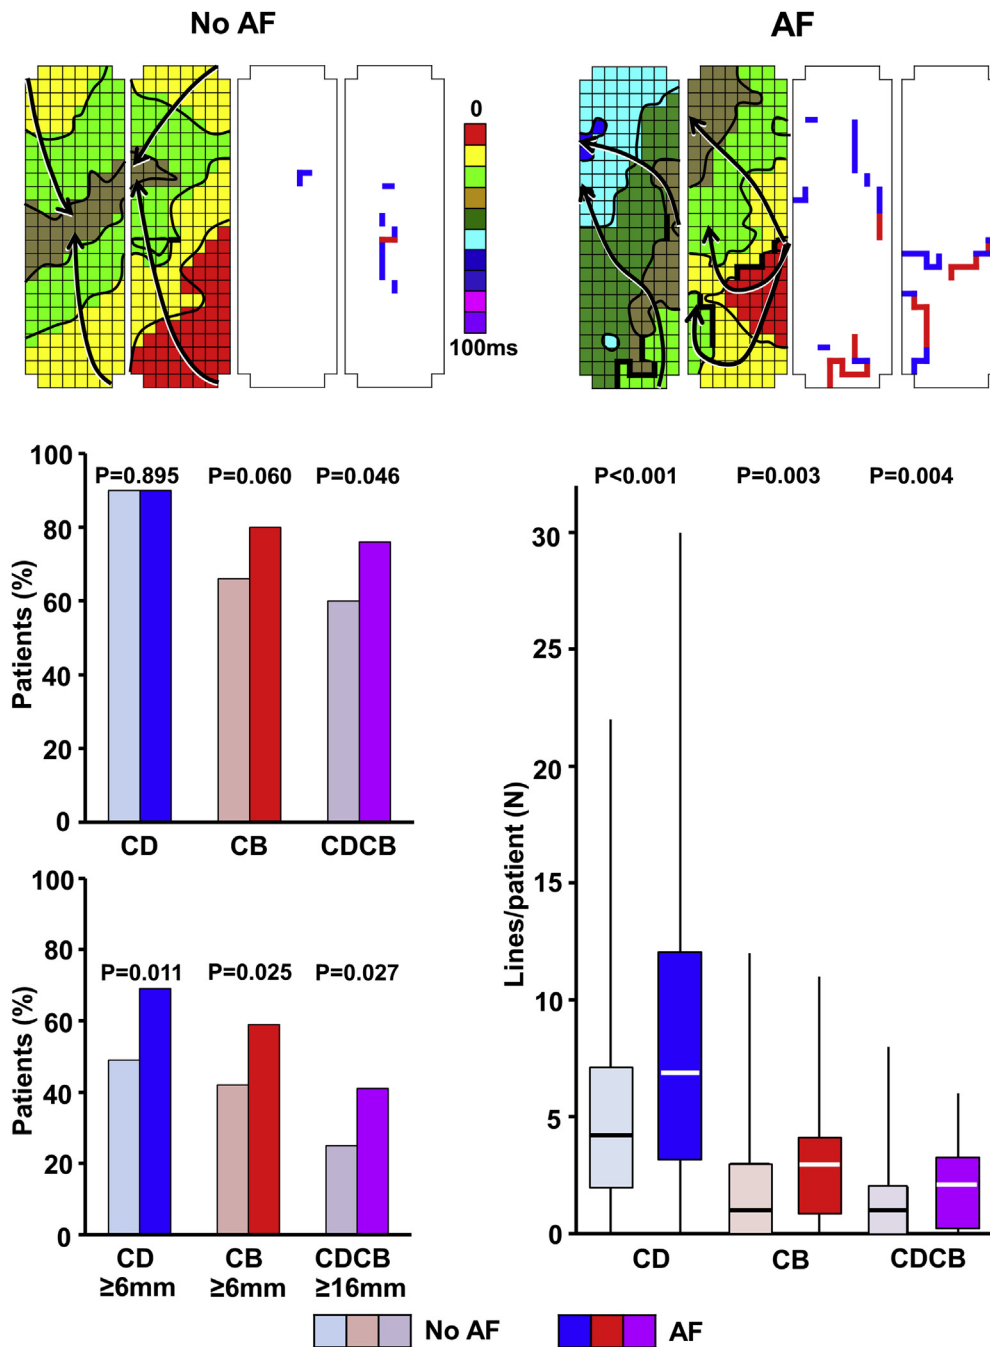 No AF
AF
0
100ms
100
80
60
40
20
0
Patients (%)
P=0.895
P=0.060
P=0.046
CD
CB
CDCB
100
80
60
40
20
0
Patients (%)
P=0.011
P=0.025
P=0.027
CD
≥6mm
CB
≥6mm
CDCB
≥16mm
30
25
20
15
10
5
0
Lines/patient (N)
P<0.001
P=0.003
P=0.004
CD
CB
CDCB
No AF
AF